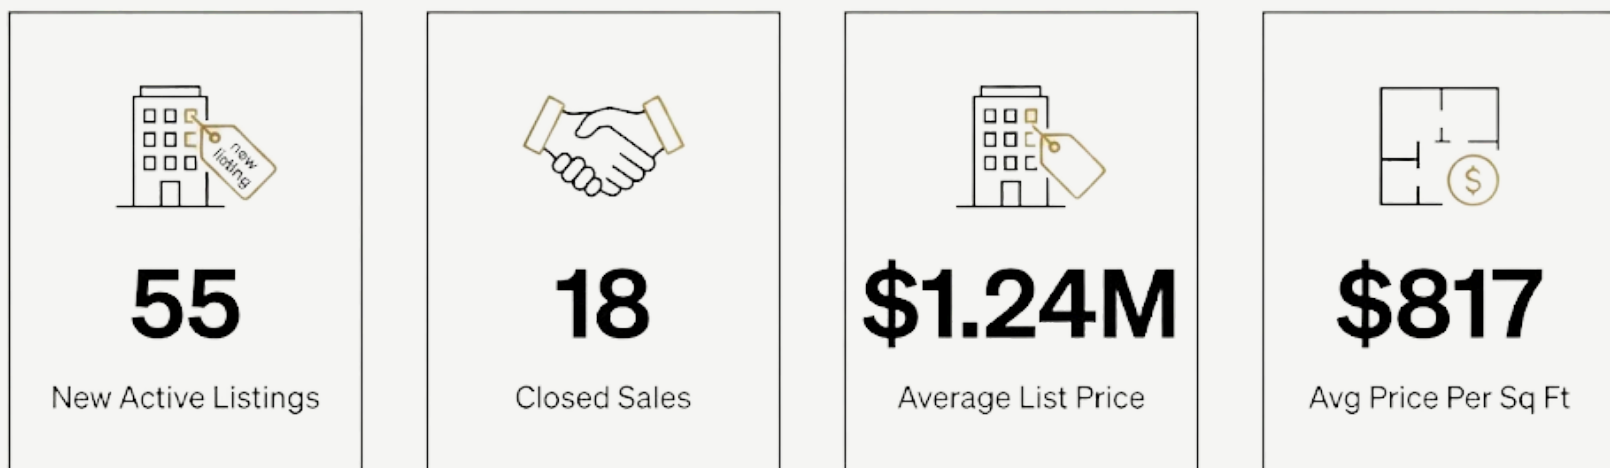 new
listing
55
New Active Listings
18
Closed Sales
$1.24M
Average List Price
$
$817
Avg Price Per Sq Ft